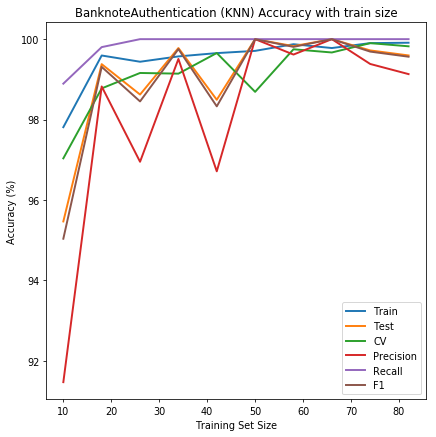 BanknoteAuthentication (KNN) Accuracy with train size
Accuracy (%)
100
98
96
94
92
10 20 30 40 50 60 70 80
Training Set Size
Train
Test
CV
Precision
Recall
F1